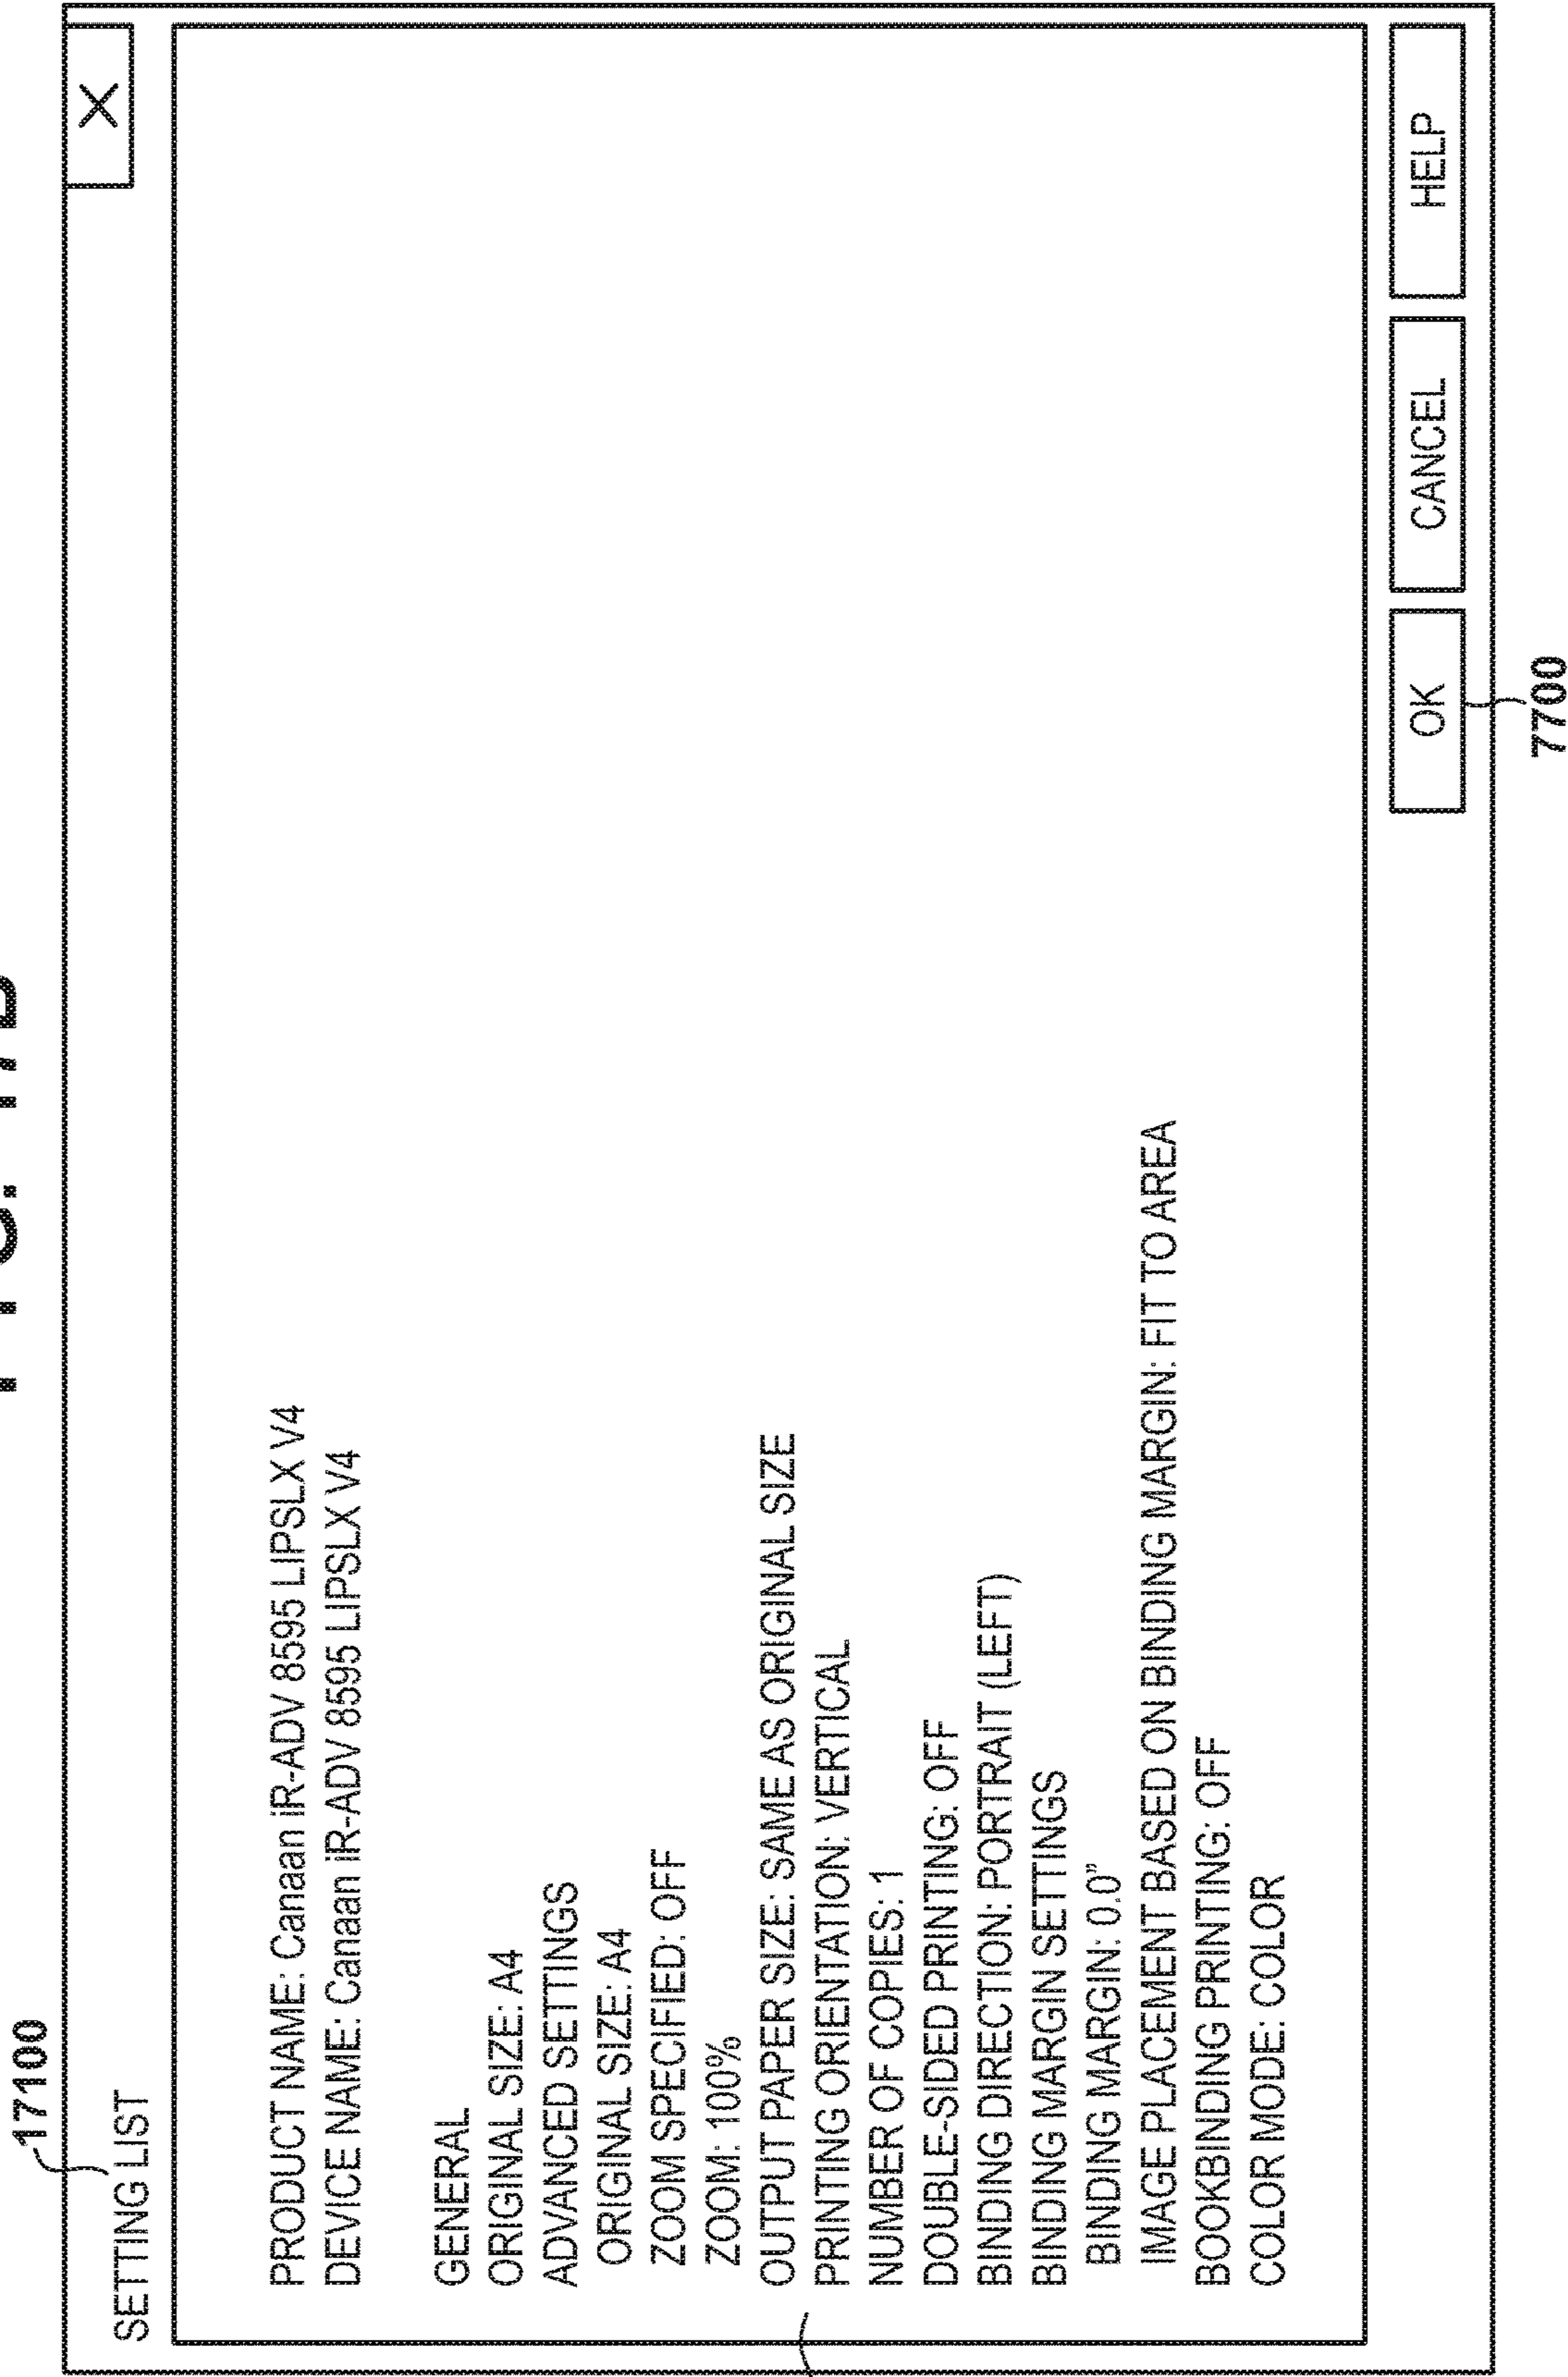 17100
SETTING LIST
X
PRODUCT NAME: Canaan iR-ADV 8595 LIPSLX V4
DEVICE NAME: Canaan iR-ADV 8595 LIPSLX V4
GENERAL
ORIGINAL SIZE: A4
ADVANCED SETTINGS
ORIGINAL SIZE: A4
ZOOM SPECIFIED: OFF
ZOOM: 100%
OUTPUT PAPER SIZE: SAME AS ORIGINAL SIZE
PRINTING ORIENTATION: VERTICAL
NUMBER OF COPIES: 1
DOUBLE-SIDED PRINTING: OFF
BINDING DIRECTION: PORTRAIT (LEFT)
BINDING MARGIN SETTINGS
BINDING MARGIN: 0.0”
IMAGE PLACEMENT BASED ON BINDING MARGIN: FIT TO AREA
BOOKBINDING PRINTING: OFF
COLOR MODE: COLOR
OK
CANCEL
HELP
7700